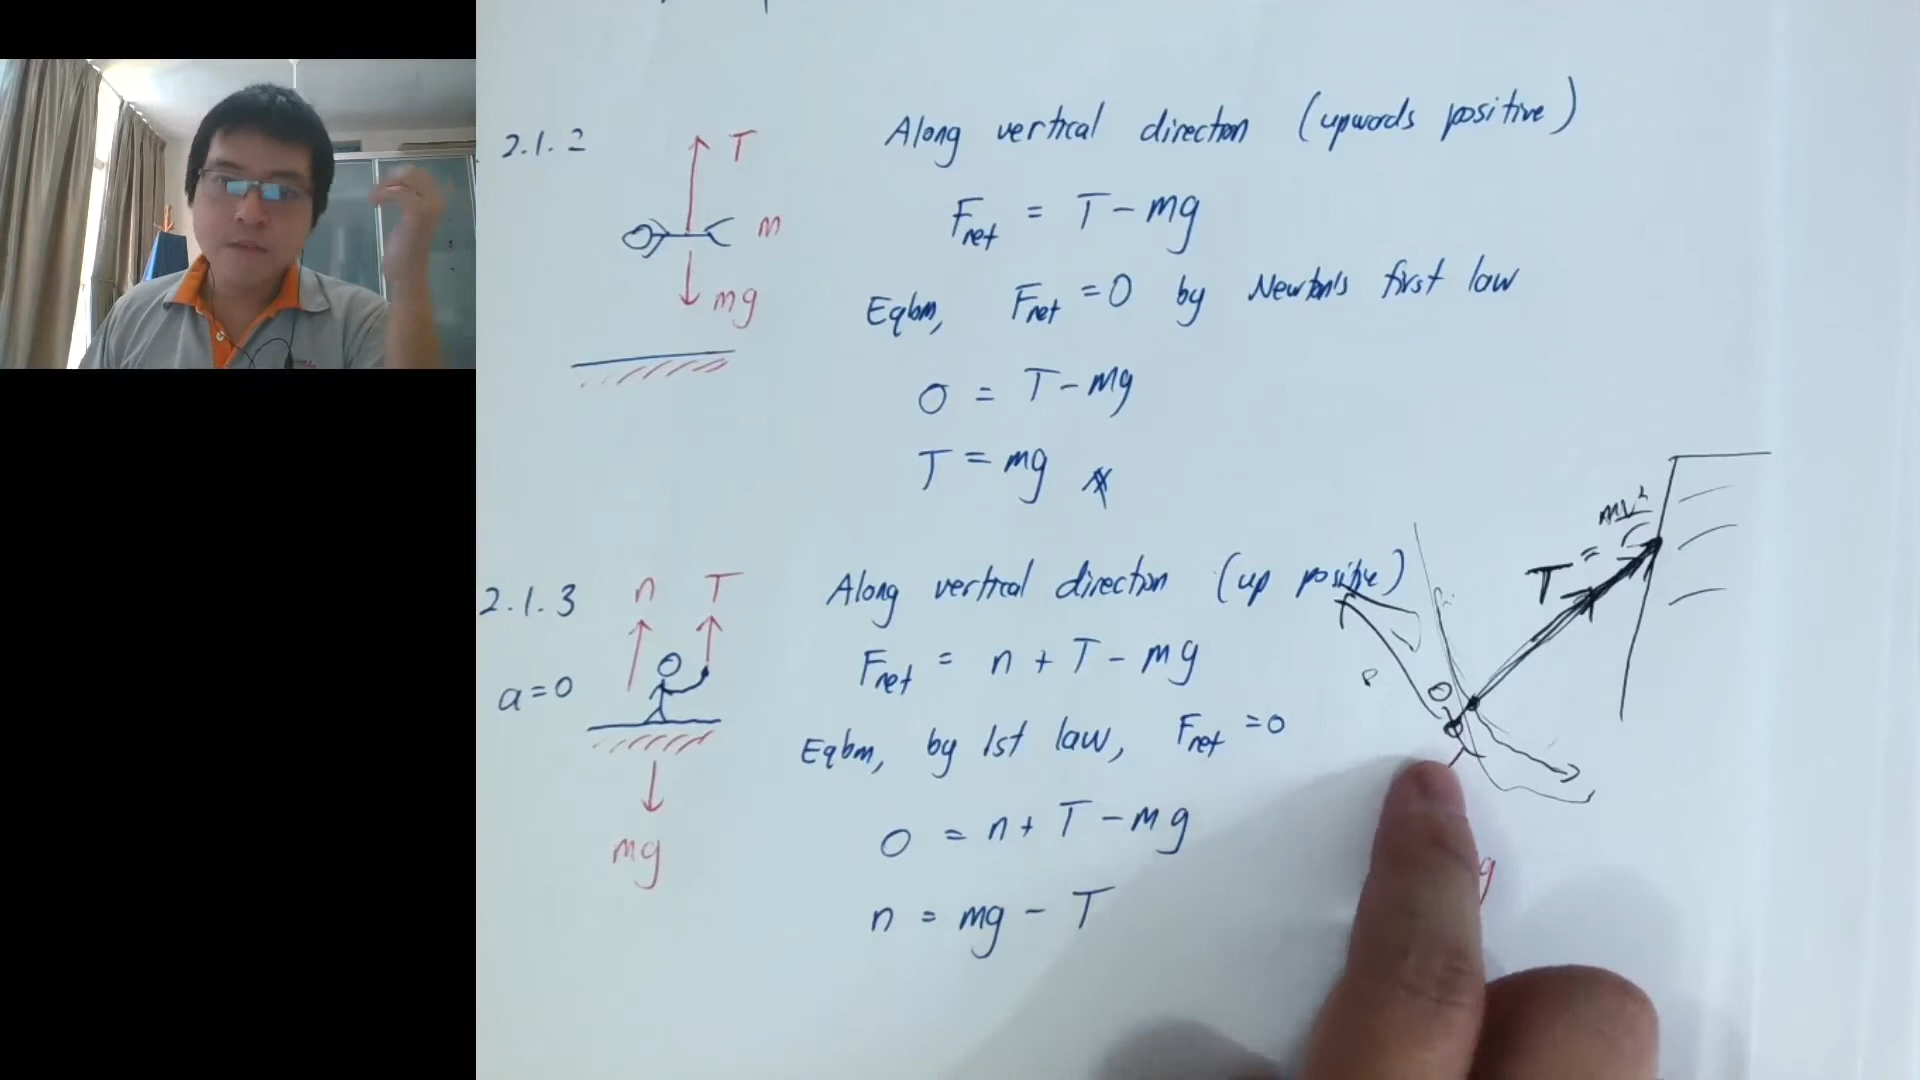 2.1.2
T
m
mg
Along vertical direction (upwards positive)
Fnet = T - mg
Eqbm, Fnet = 0 by Newton's first law
0 = T - mg
T = mg
2.1.3
n T
a = 0
mg
Along vertical direction (up positive)
Fnet = n + T - mg
Eqbm, by 1st law, Fnet = 0
0 = n + T - mg
n = mg - T
T = mv²
g